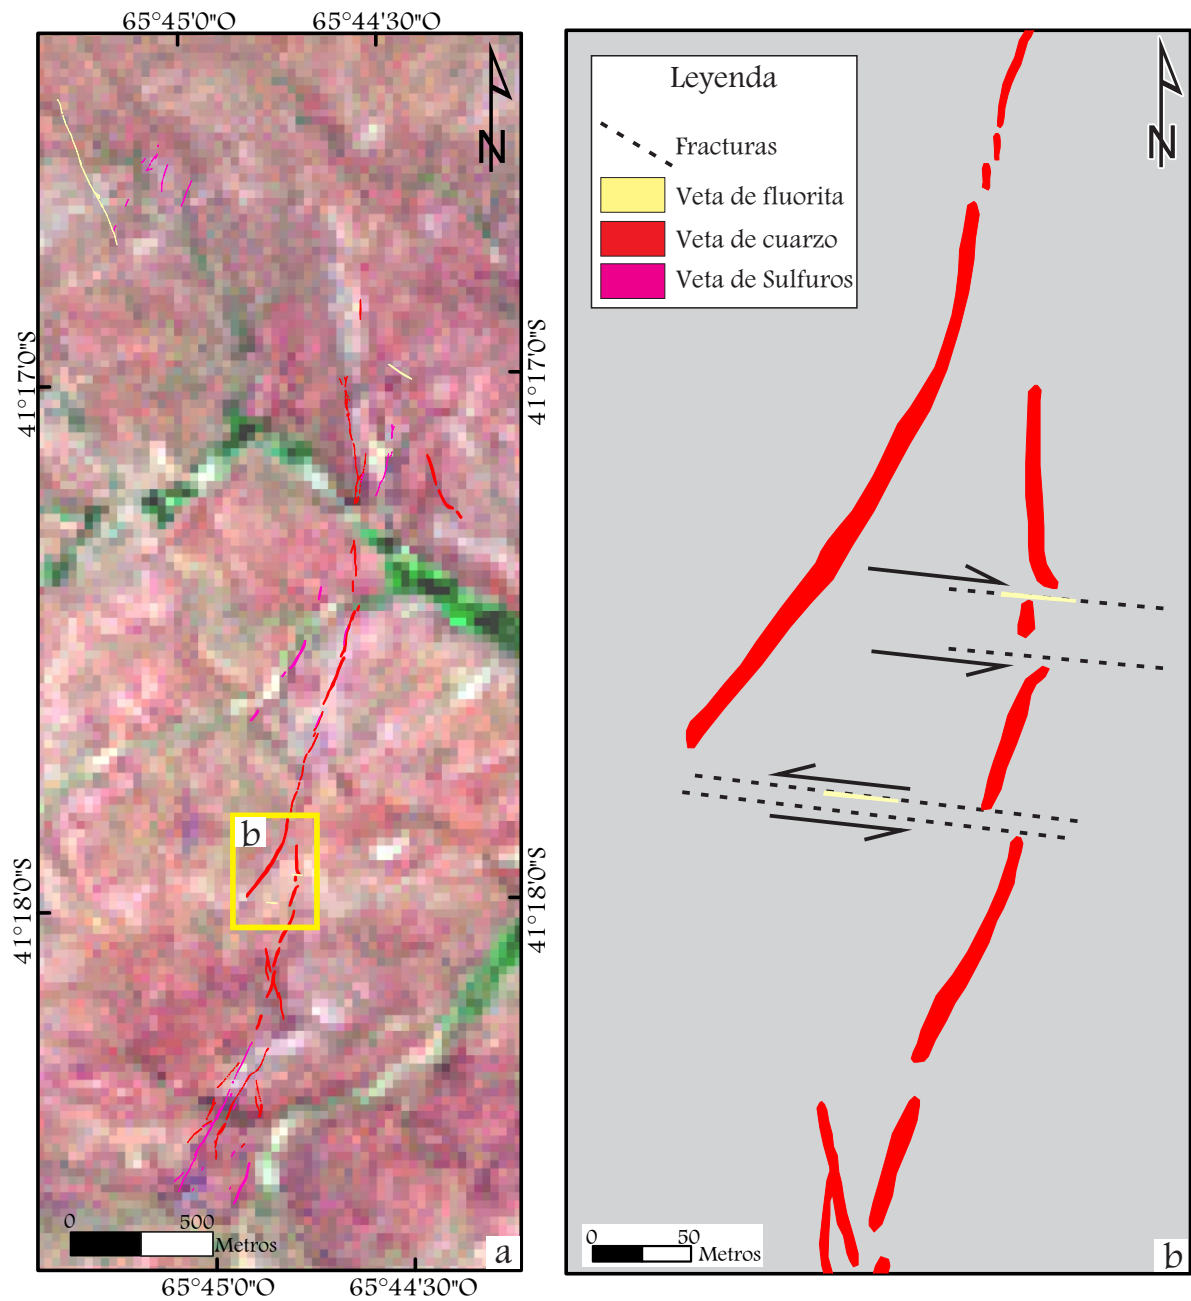 65°45'0"O
65°44'30"O
N
41°17'0"S
41°17'0"S
b
41°18'0"S
41°18'0"S
0 500
Metros
a
65°45'0"O
65°44'30"O
Leyenda
Fracturas
Veta de fluorita
Veta de cuarzo
Veta de Sulfuros
N
0 50
Metros
b